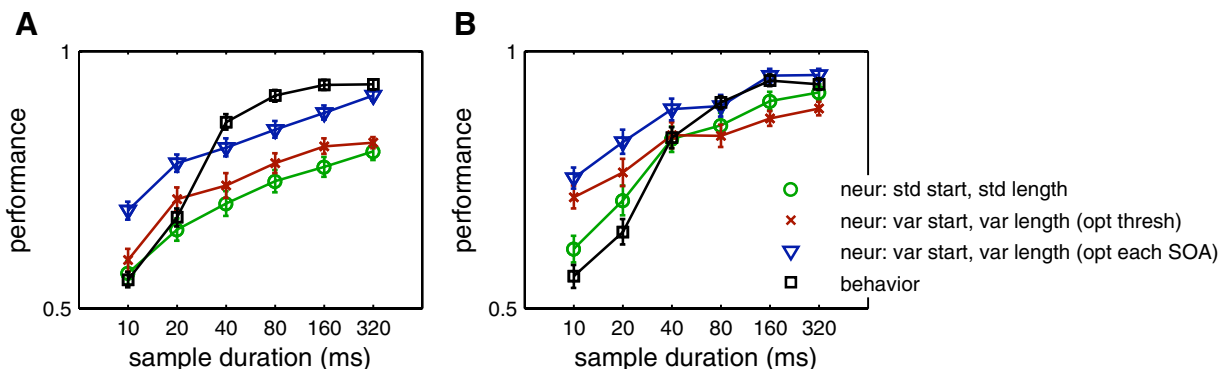 A
B
1
performance
0.5
10 20 40 80 160 320
sample duration (ms)
1
performance
0.5
10 20 40 80 160 320
sample duration (ms)
neur: std start, std length
neur: var start, var length (opt thresh)
neur: var start, var length (opt each SOA)
behavior